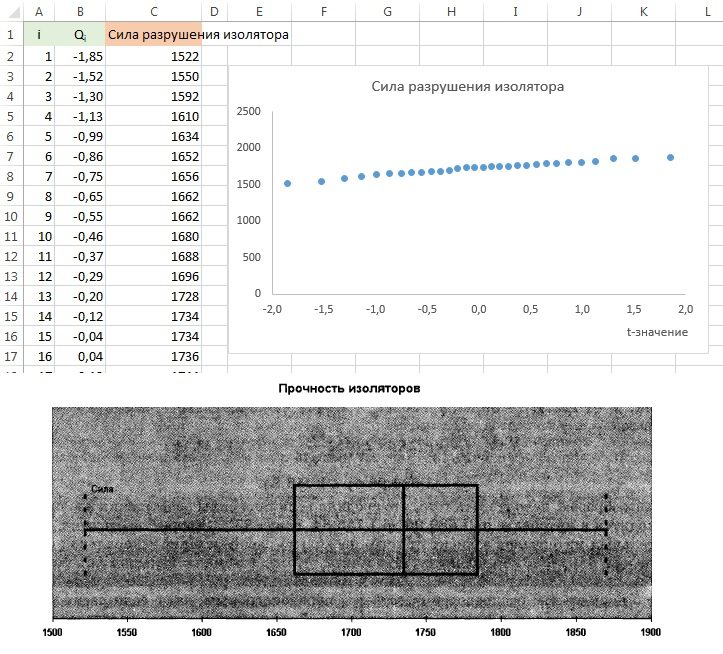 A B C D E F G H I J K L
1 i Qi Сила разрушения изолятора
2 1 -1,85 1522
3 2 -1,52 1550
4 3 -1,30 1592
5 4 -1,13 1610
6 5 -0,99 1634
7 6 -0,86 1652
8 7 -0,75 1656
9 8 -0,65 1662
10 9 -0,55 1662
11 10 -0,46 1680
12 11 -0,37 1688
13 12 -0,29 1696
14 13 -0,20 1728
15 14 -0,12 1734
16 15 -0,04 1734
17 16 0,04 1736
Сила разрушения изолятора
2500
2000
1500
1000
500
0
-2,0 -1,5 -1,0 -0,5 0,0 0,5 1,0 1,5 2,0
t-значение
Прочность изоляторов
Сила
1500 1550 1600 1650 1700 1750 1800 1850 1900